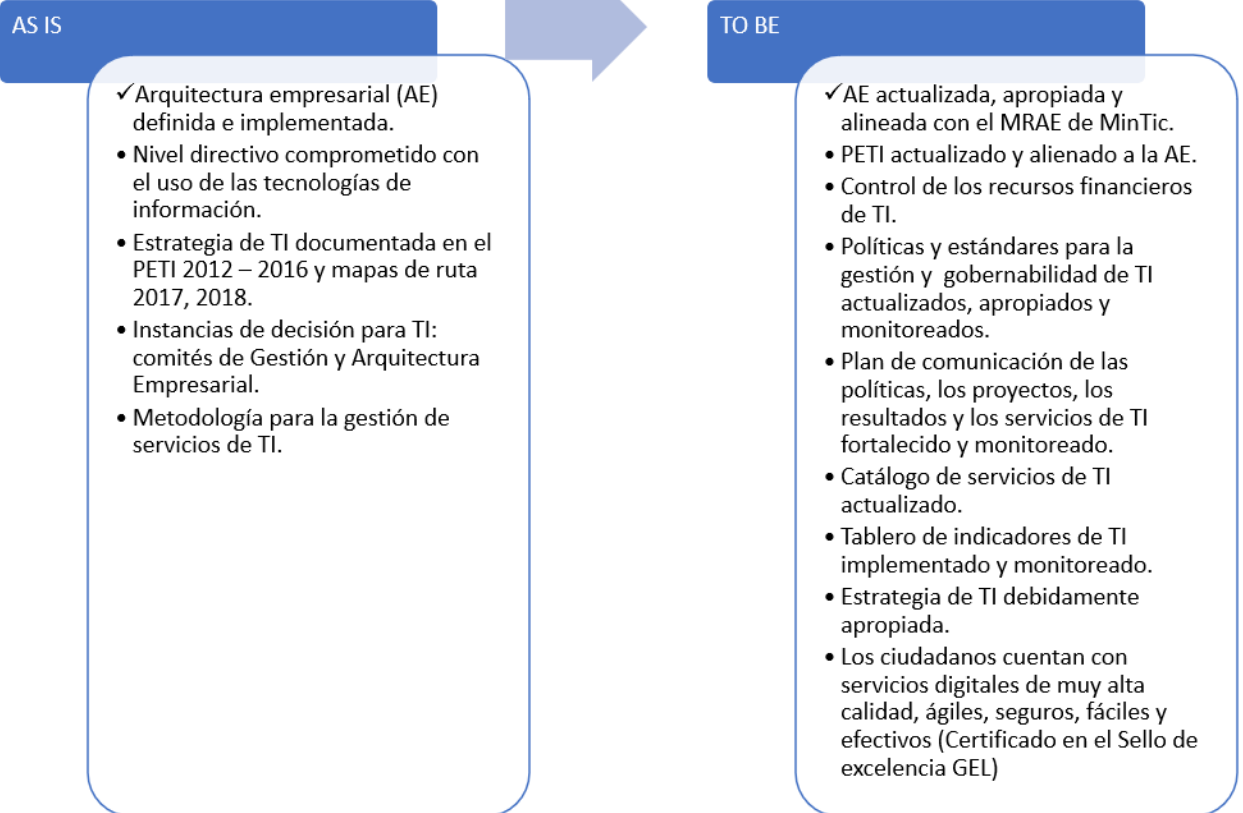 AS IS
✓Arquitectura empresarial (AE)
definida e implementada.
• Nivel directivo comprometido con
el uso de las tecnologías de
información.
• Estrategia de TI documentada en el
PETI 2012 – 2016 y mapas de ruta
2017, 2018.
• Instancias de decisión para TI:
comités de Gestión y Arquitectura
Empresarial.
• Metodología para la gestión de
servicios de TI.
TO BE
✓AE actualizada, apropiada y
alineada con el MRAE de MinTic.
• PETI actualizado y alienado a la AE.
• Control de los recursos financieros
de TI.
• Políticas y estándares para la
gestión y gobernabilidad de TI
actualizados, apropiados y
monitoreados.
• Plan de comunicación de las
políticas, los proyectos, los
resultados y los servicios de TI
fortalecido y monitoreado.
• Catálogo de servicios de TI
actualizado.
• Tablero de indicadores de TI
implementado y monitoreado.
• Estrategia de TI debidamente
apropiada.
• Los ciudadanos cuentan con
servicios digitales de muy alta
calidad, ágiles, seguros, fáciles y
efectivos (Certificado en el Sello de
excelencia GEL)